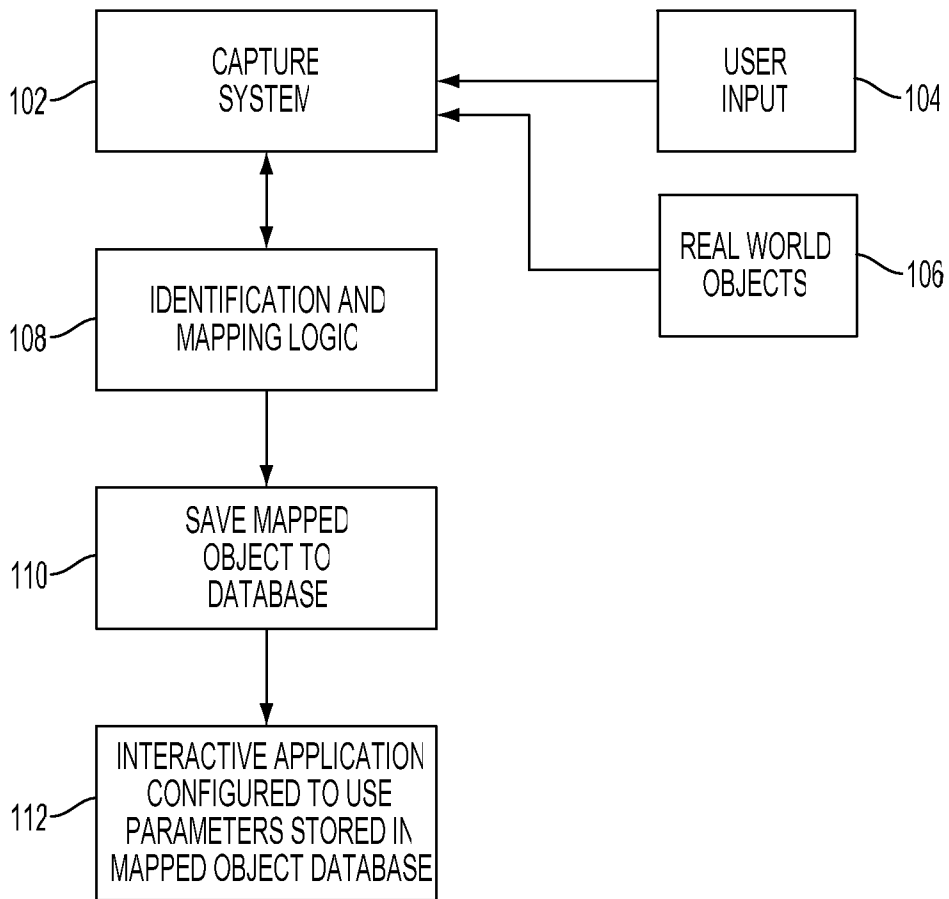 CAPTURE
SYSTEM
102
USER
INPUT
104
REAL WORLD
OBJECTS
106
IDENTIFICATION AND
MAPPING LOGIC
108
SAVE MAPPED
OBJECT TO
DATABASE
110
INTERACTIVE APPLICATION
CONFIGURED TO USE
PARAMETERS STORED IN
MAPPED OBJECT DATABASE
112